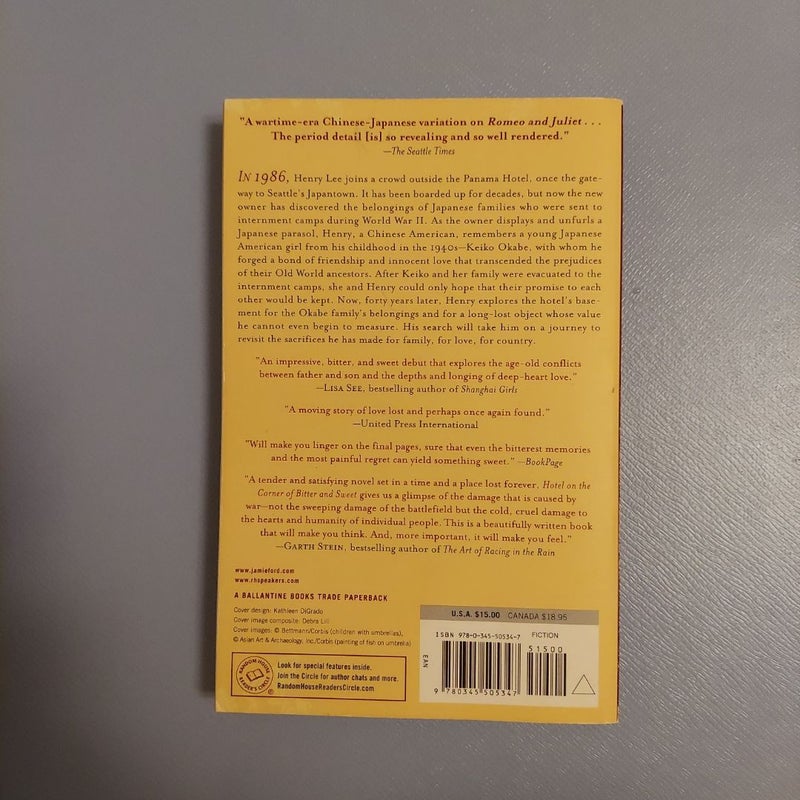 "A wartime-era Chinese-Japanese variation on Romeo and Juliet . . .
The period detail [is] so revealing and so well rendered."
—The Seattle Times
IN 1986, Henry Lee joins a crowd outside the Panama Hotel, once the gate-
way to Seattle's Japantown. It has been boarded up for decades, but now the new
owner has discovered the belongings of Japanese families who were sent to
internment camps during World War II. As the owner displays and unfurls a
Japanese parasol, Henry, a Chinese American, remembers a young Japanese
American girl from his childhood in the 1940s—Keiko Okabe, with whom he
forged a bond of friendship and innocent love that transcended the prejudices
of their Old World ancestors. After Keiko and her family were evacuated to the
internment camps, she and Henry could only hope that their promise to each
other would be kept. Now, forty years later, Henry explores the hotel's base-
ment for the Okabe family's belongings and for a long-lost object whose value
he cannot even begin to measure. His search will take him on a journey to
revisit the sacrifices he has made for family, for love, for country.
"An impressive, bitter, and sweet debut that explores the age-old conflicts
between father and son and the depths and longing of deep-heart love."
—LISA SEE, bestselling author of Shanghai Girls
"A moving story of love lost and perhaps once again found."
—United Press International
"Will make you linger on the final pages, sure that even the bitterest memories
and the most painful regret can yield something sweet." —BookPage
"A tender and satisfying novel set in a time and a place lost forever, Hotel on the
Corner of Bitter and Sweet gives us a glimpse of the damage that is caused by
war—not the sweeping damage of the battlefield but the cold, cruel damage to
the hearts and humanity of individual people. This is a beautifully written book
that will make you think. And, more important, it will make you feel."
—GARTH STEIN, bestselling author of The Art of Racing in the Rain
www.jamieford.com
www.rhspeakers.com
A BALLANTINE BOOKS TRADE PAPERBACK
Cover design: Kathleen DiGrado
Cover image composite: Debra Lill
Cover images: © Bettmann/Corbis (children with umbrellas),
© Asian Art & Archaeology, Inc./Corbis (painting of fish on umbrella)
RANDOM HOUSE READER'S CIRCLE ®
Look for special features inside.
Join the Circle for author chats and more.
RandomHouseReadersCircle.com
U.S.A. $15.00 CANADA $18.95
ISBN 978-0-345-50534-7 FICTION
51500
EAN
9 780345 505347